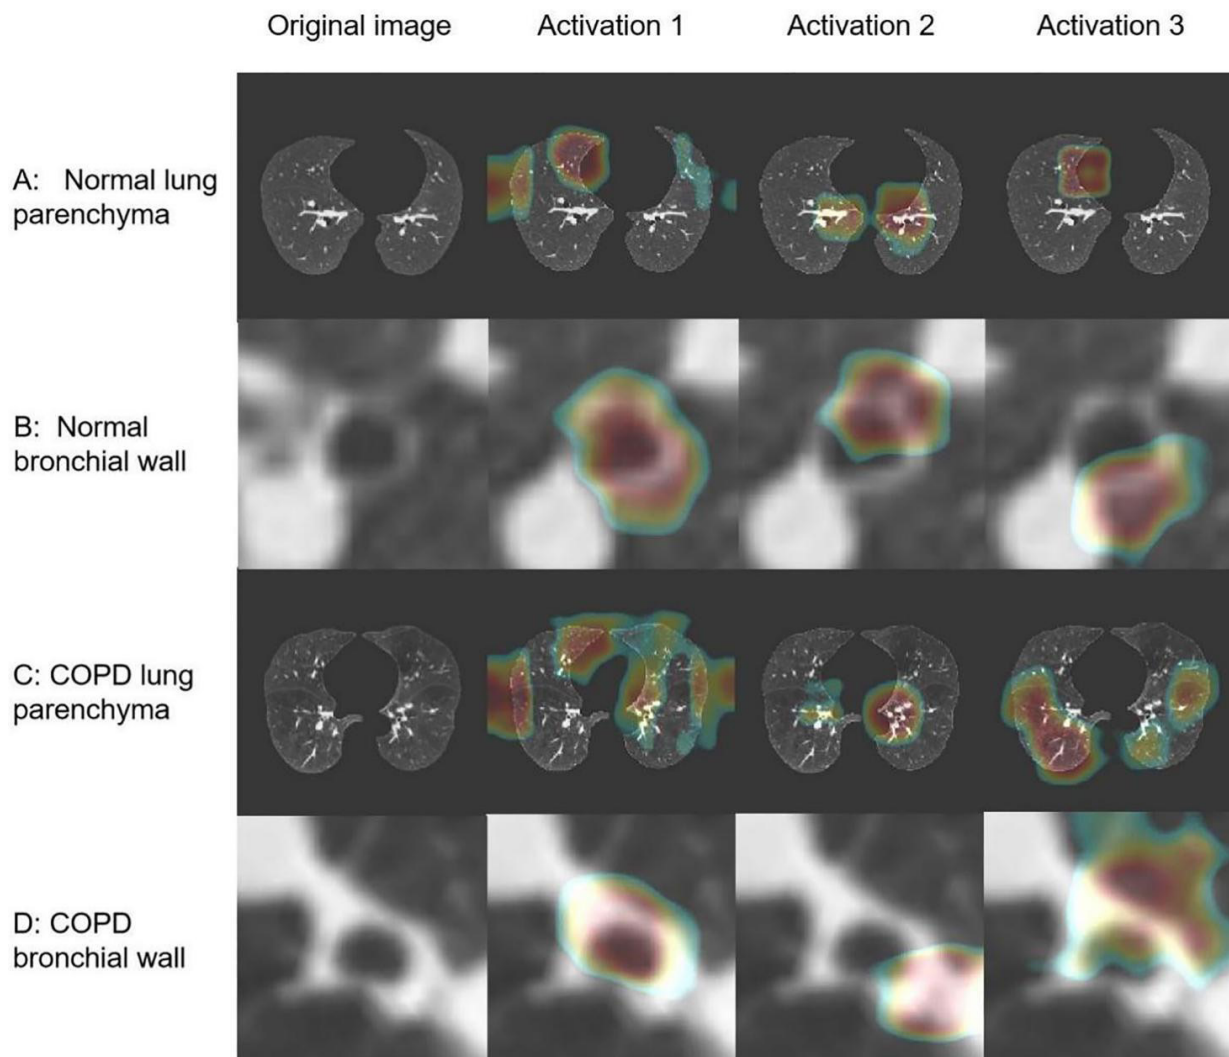 Original image Activation 1 Activation 2 Activation 3
A: Normal lung
parenchyma
B: Normal
bronchial wall
C: COPD lung
parenchyma
D: COPD
bronchial wall